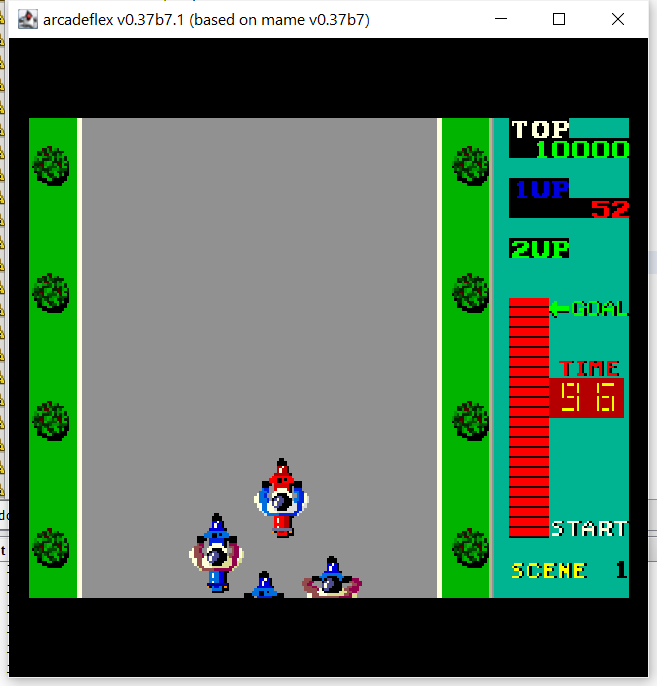 arcadeflex v0.37b7.1 (based on mame v0.37b7)
TOP
10000
1UP
52
2UP
←GOAL
TIME
96
START
SCENE 1